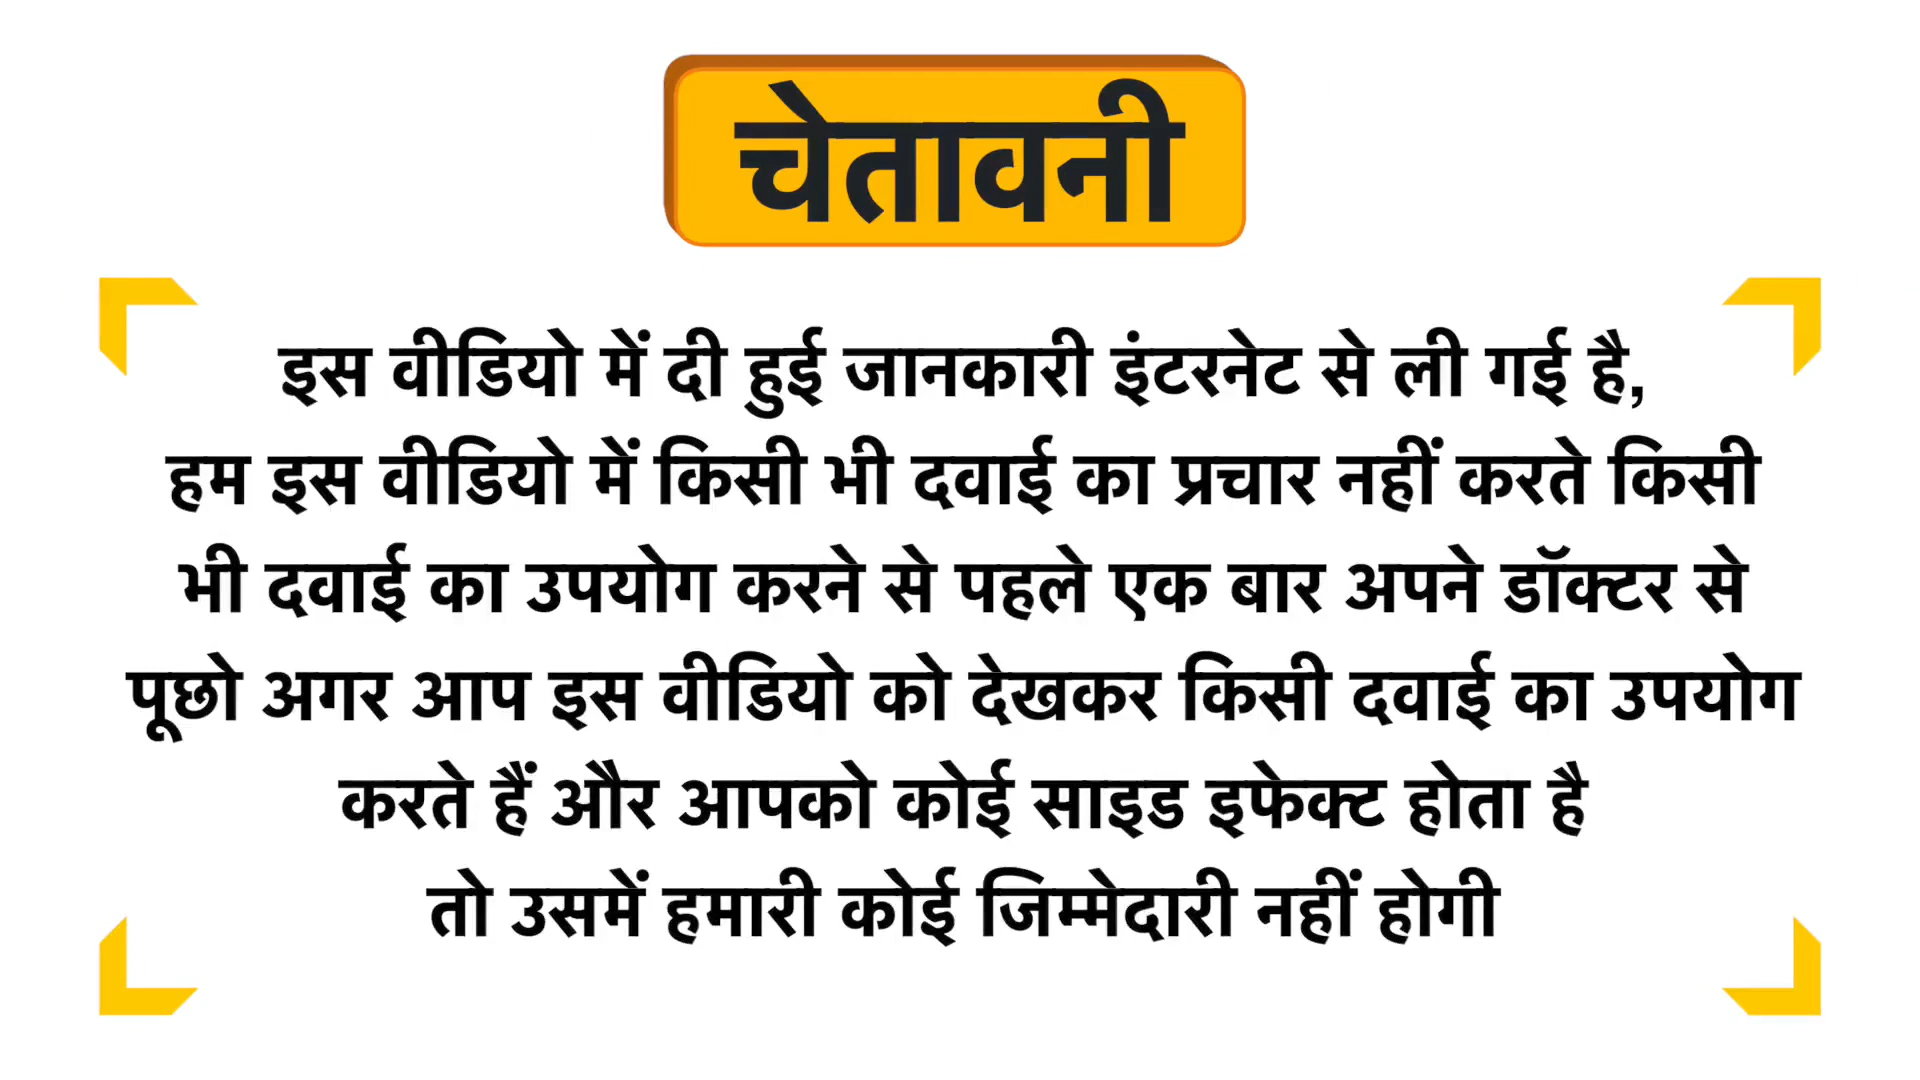 चेतावनी
इस वीडियो में दी हुई जानकारी इंटरनेट से ली गई है,
हम इस वीडियो में किसी भी दवाई का प्रचार नहीं करते किसी
भी दवाई का उपयोग करने से पहले एक बार अपने डॉक्टर से
पूछो अगर आप इस वीडियो को देखकर किसी दवाई का उपयोग
करते हैं और आपको कोई साइड इफेक्ट होता है
तो उसमें हमारी कोई जिम्मेदारी नहीं होगी